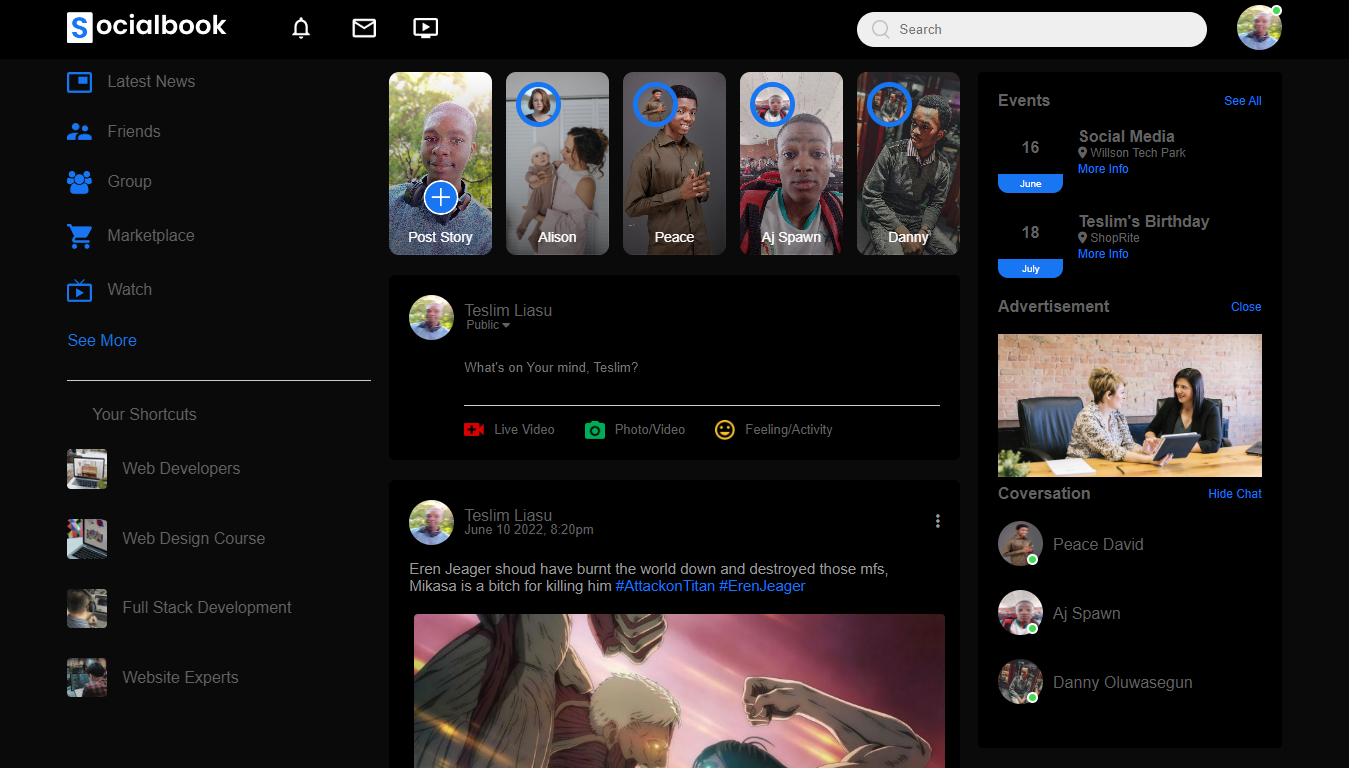 Socialbook
Search
Latest News
Friends
Group
Marketplace
Watch
See More
Your Shortcuts
Web Developers
Web Design Course
Full Stack Development
Website Experts
Post Story
Alison
Peace
Aj Spawn
Danny
Teslim Liasu
Public
What's on Your mind, Teslim?
Live Video
Photo/Video
Feeling/Activity
Teslim Liasu
June 10 2022, 8:20pm
Eren Jeager shoud have burnt the world down and destroyed those mfs,
Mikasa is a bitch for killing him #AttackonTitan #ErenJeager
Events
See All
16
June
Social Media
Willson Tech Park
More Info
18
July
Teslim's Birthday
ShopRite
More Info
Advertisement
Close
Coversation
Hide Chat
Peace David
Aj Spawn
Danny Oluwasegun